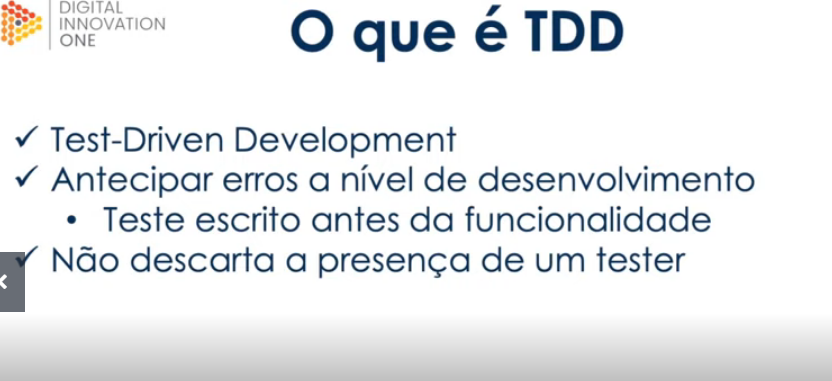 DIGITAL
INNOVATION
ONE
O que é TDD
✓ Test-Driven Development
✓ Antecipar erros a nível de desenvolvimento
• Teste escrito antes da funcionalidade
✓ Não descarta a presença de um tester